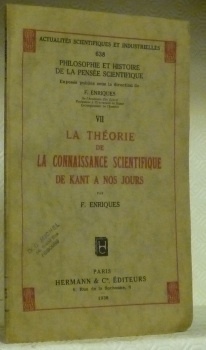 ACTUALITÉS SCIENTIFIQUES ET INDUSTRIELLES
638
PHILOSOPHIE ET HISTOIRE
DE LA PENSÉE SCIENTIFIQUE
F. ENRIQUES
VII
LA THÉORIE
DE
LA CONNAISSANCE SCIENTIFIQUE
DE KANT A NOS JOURS
PAR
F. ENRIQUES
H
PARIS
HERMANN & Cie, ÉDITEURS
6, Rue de la Sorbonne, 6
1938